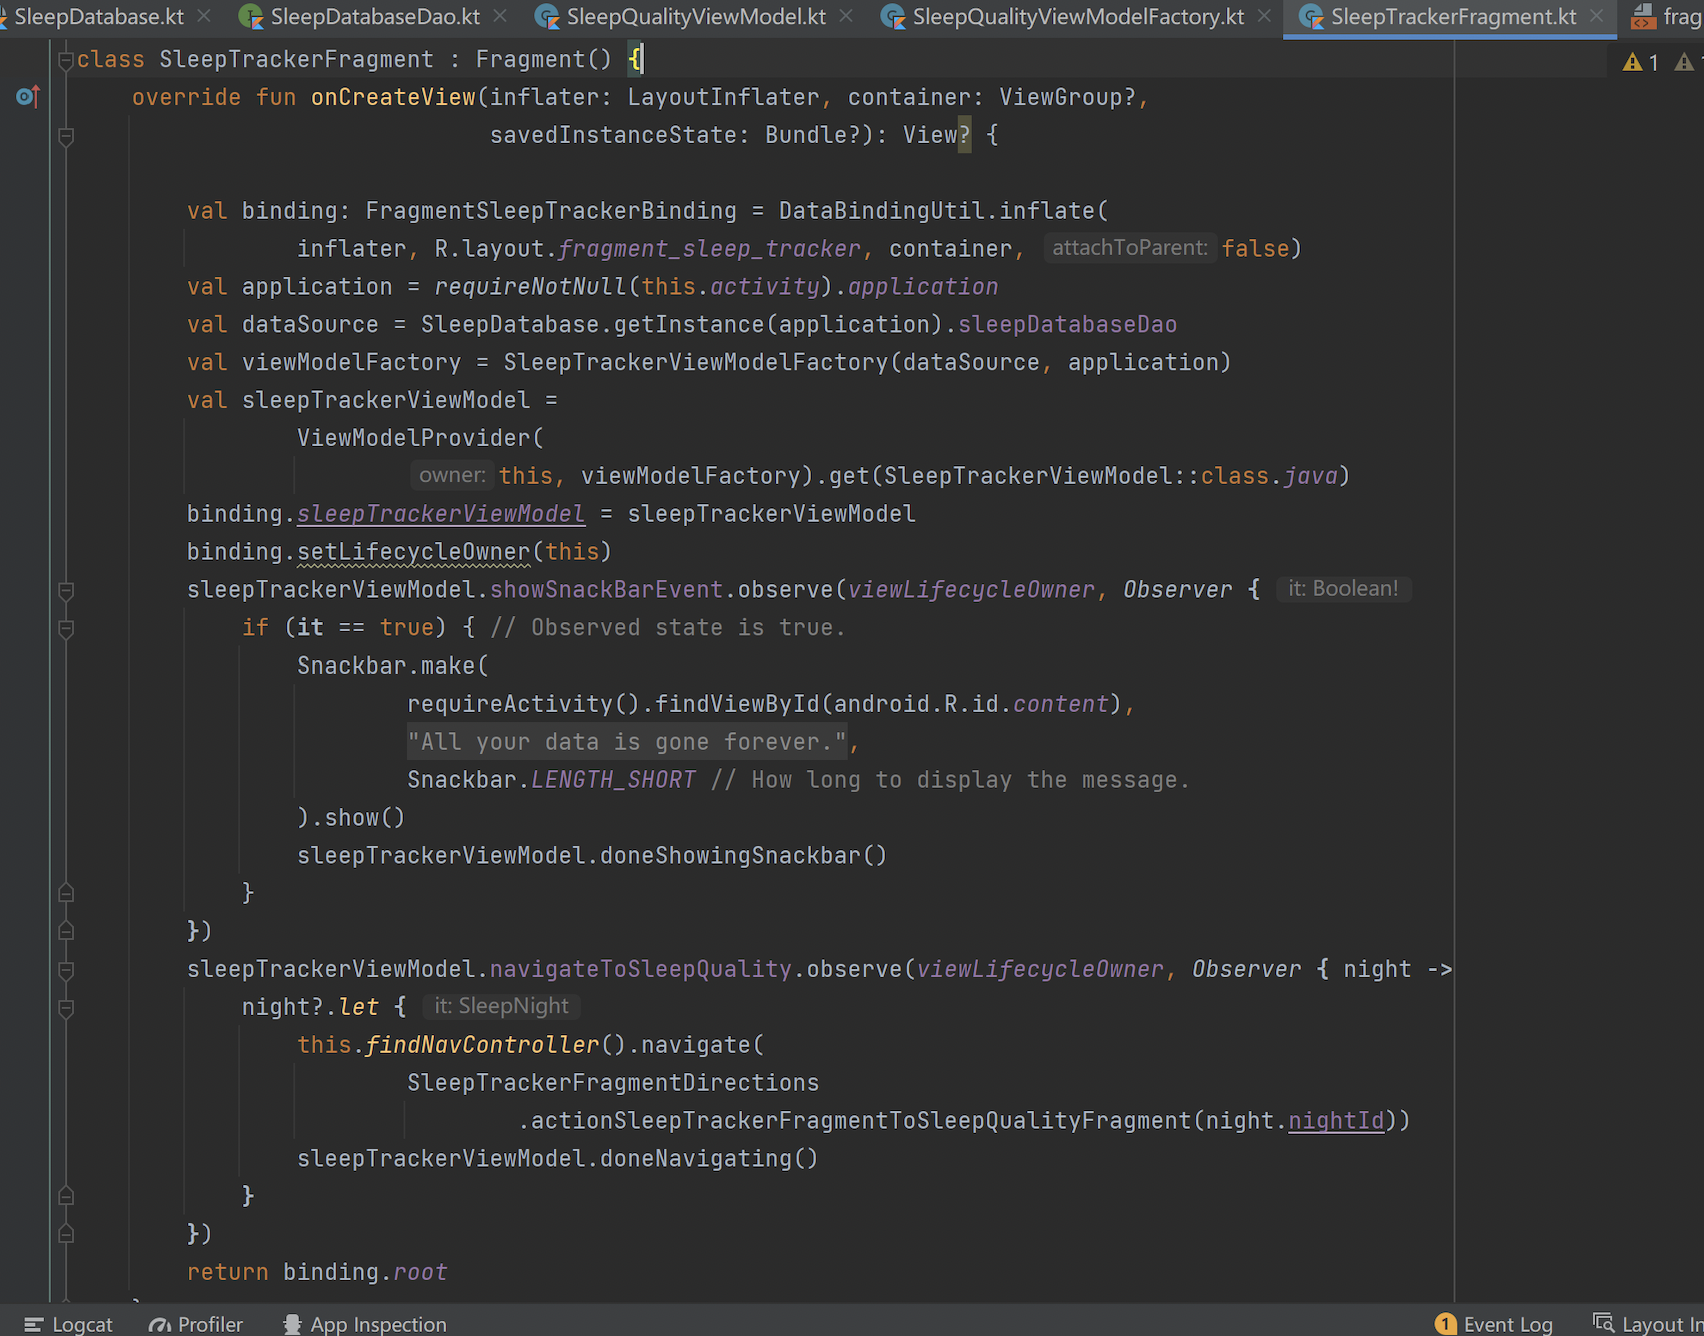 SleepDatabase.kt SleepDatabaseDao.kt SleepQualityViewModel.kt SleepQualityViewModelFactory.kt SleepTrackerFragment.kt
class SleepTrackerFragment : Fragment() {
1
override fun onCreateView(inflater: LayoutInflater, container: ViewGroup?,
savedInstanceState: Bundle?): View? {
val binding: FragmentSleepTrackerBinding = DataBindingUtil.inflate(
inflater, R.layout.fragment_sleep_tracker, container, attachToParent: false)
val application = requireNotNull(this.activity).application
val dataSource = SleepDatabase.getInstance(application).sleepDatabaseDao
val viewModelFactory = SleepTrackerViewModelFactory(dataSource, application)
val sleepTrackerViewModel =
ViewModelProvider(
owner: this, viewModelFactory).get(SleepTrackerViewModel::class.java)
binding.sleepTrackerViewModel = sleepTrackerViewModel
binding.setLifecycleOwner(this)
sleepTrackerViewModel.showSnackBarEvent.observe(viewLifecycleOwner, Observer { it: Boolean!
if (it == true) { // Observed state is true.
Snackbar.make(
requireActivity().findViewById(android.R.id.content),
"All your data is gone forever.",
Snackbar.LENGTH_SHORT // How long to display the message.
).show()
sleepTrackerViewModel.doneShowingSnackbar()
}
})
sleepTrackerViewModel.navigateToSleepQuality.observe(viewLifecycleOwner, Observer { night ->
night?.let { it: SleepNight
this.findNavController().navigate(
SleepTrackerFragmentDirections
.actionSleepTrackerFragmentToSleepQualityFragment(night.nightId))
sleepTrackerViewModel.doneNavigating()
}
})
return binding.root
Logcat Profiler App Inspection 1 Event Log Layout